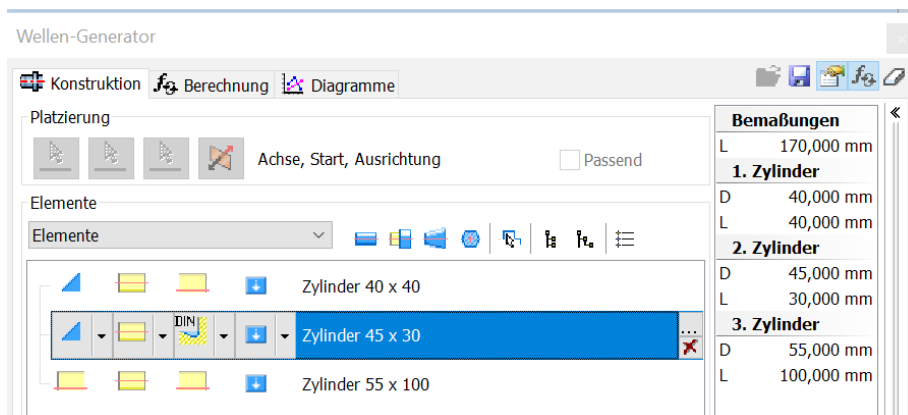 Wellen-Generator
Konstruktion Berechnung Diagramme
Platzierung
Achse, Start, Ausrichtung Passend
Elemente
Elemente
Zylinder 40 x 40
DIN Zylinder 45 x 30 ...
Zylinder 55 x 100
Bemaßungen
L 170,000 mm
1. Zylinder
D 40,000 mm
L 40,000 mm
2. Zylinder
D 45,000 mm
L 30,000 mm
3. Zylinder
D 55,000 mm
L 100,000 mm